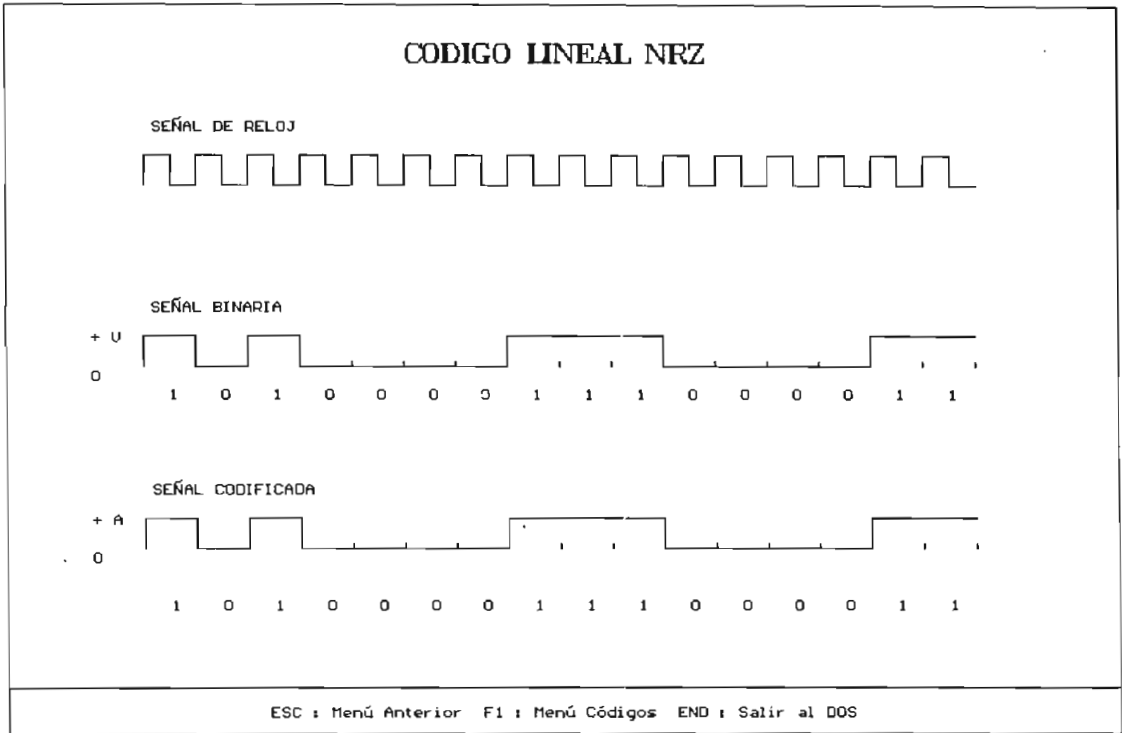 CODIGO LINEAL NRZ
SEÑAL DE RELOJ
SEÑAL BINARIA
+ V
0
1 0 1 0 0 0 0 1 1 1 0 0 0 0 1 1
SEÑAL CODIFICADA
+ A
0
1 0 1 0 0 0 0 1 1 1 0 0 0 0 1 1
ESC : Menú Anterior F1 : Menú Códigos END : Salir al DOS